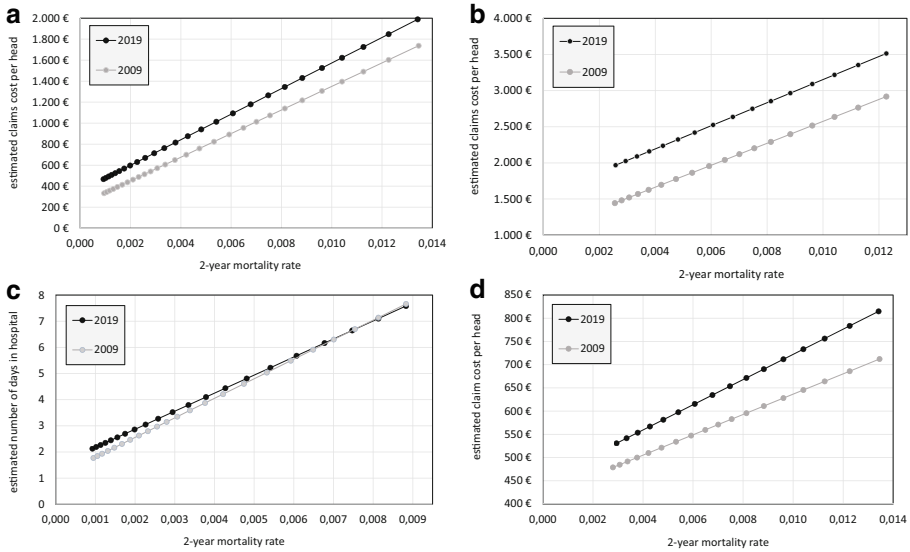 a
estimated claims cost per head
2.000 €
1.800 €
1.600 €
1.400 €
1.200 €
1.000 €
800 €
600 €
400 €
200 €
0 €
2019
2009
0,000 0,002 0,004 0,006 0,008 0,010 0,012 0,014
2-year mortality rate
b
estimated claims cost per head
4.000 €
3.500 €
3.000 €
2.500 €
2.000 €
1.500 €
1.000 €
2019
2009
0,000 0,002 0,004 0,006 0,008 0,010 0,012
2-year mortality rate
c
estimated number of days in hospital
8
7
6
5
4
3
2
1
0
2019
2009
0,000 0,001 0,002 0,003 0,004 0,005 0,006 0,007 0,008 0,009
2-year mortality rate
d
estimated claim cost per head
850 €
800 €
750 €
700 €
650 €
600 €
550 €
500 €
450 €
400 €
2019
2009
0,000 0,002 0,004 0,006 0,008 0,010 0,012 0,014
2-year mortality rate